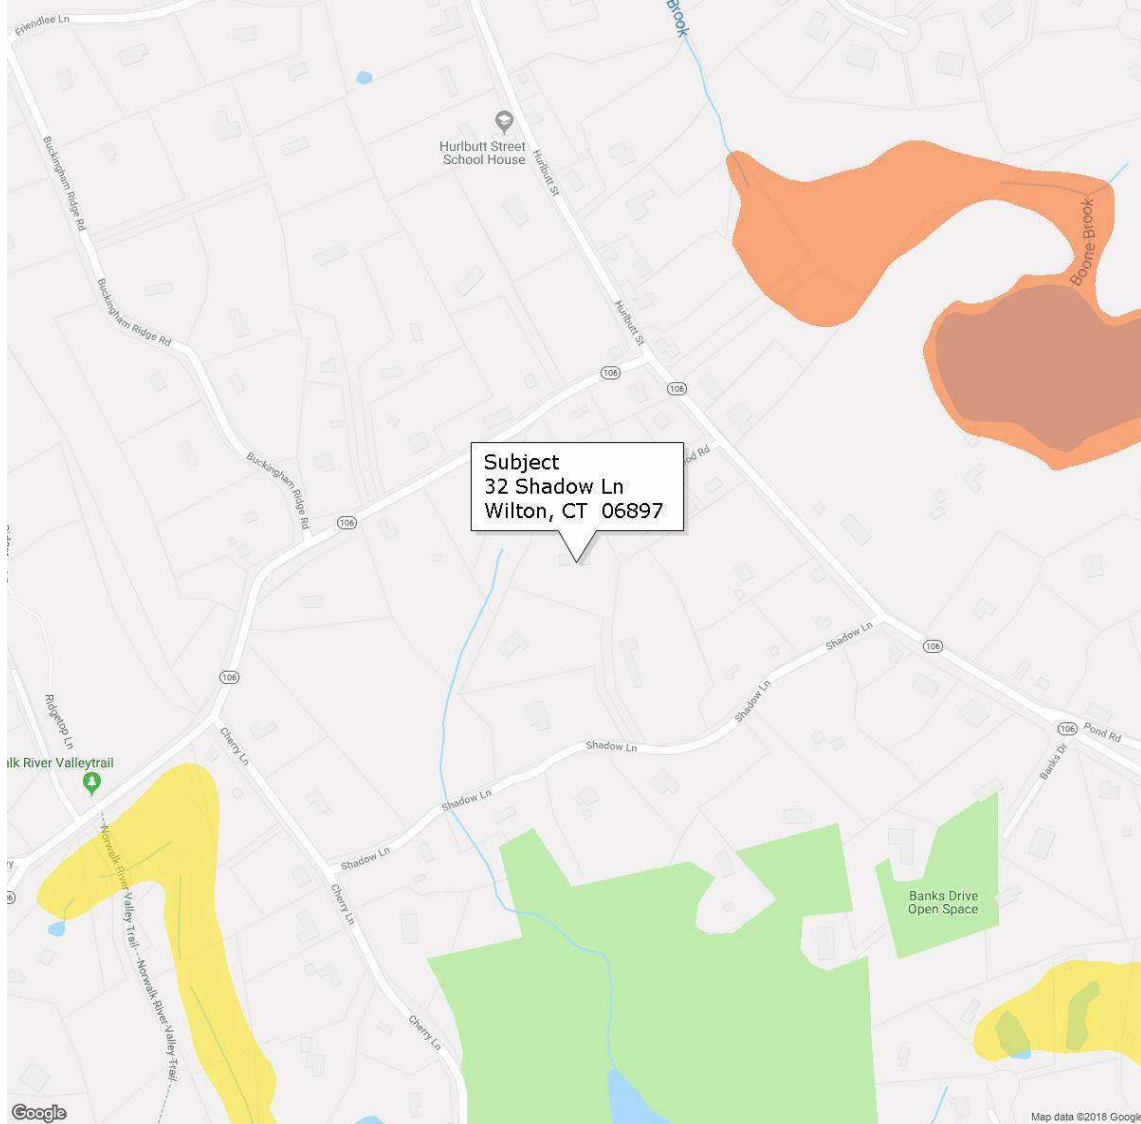 Friendlee Ln
Brook
Hurlbutt Street
School House
Hurlbutt St
Buckingham Ridge Rd
Boone Brook
Buckingham Ridge Rd
Hurlbutt St
106
106
Subject
32 Shadow Ln
Wilton, CT 06897
Rd
Buckingham Ridge Rd
106
Shadow Ln
106
106
Ridgetop Ln
Shadow Ln
Cherry Ln
Shadow Ln
106
Pond Rd
Banks Dr
River Valleytrail
Shadow Ln
Norwalk River Valley Trail
Shadow Ln
Cherry Ln
Banks Drive
Open Space
Norwalk River Valley Trail
Cherry Ln
Google
Map data ©2018 Google